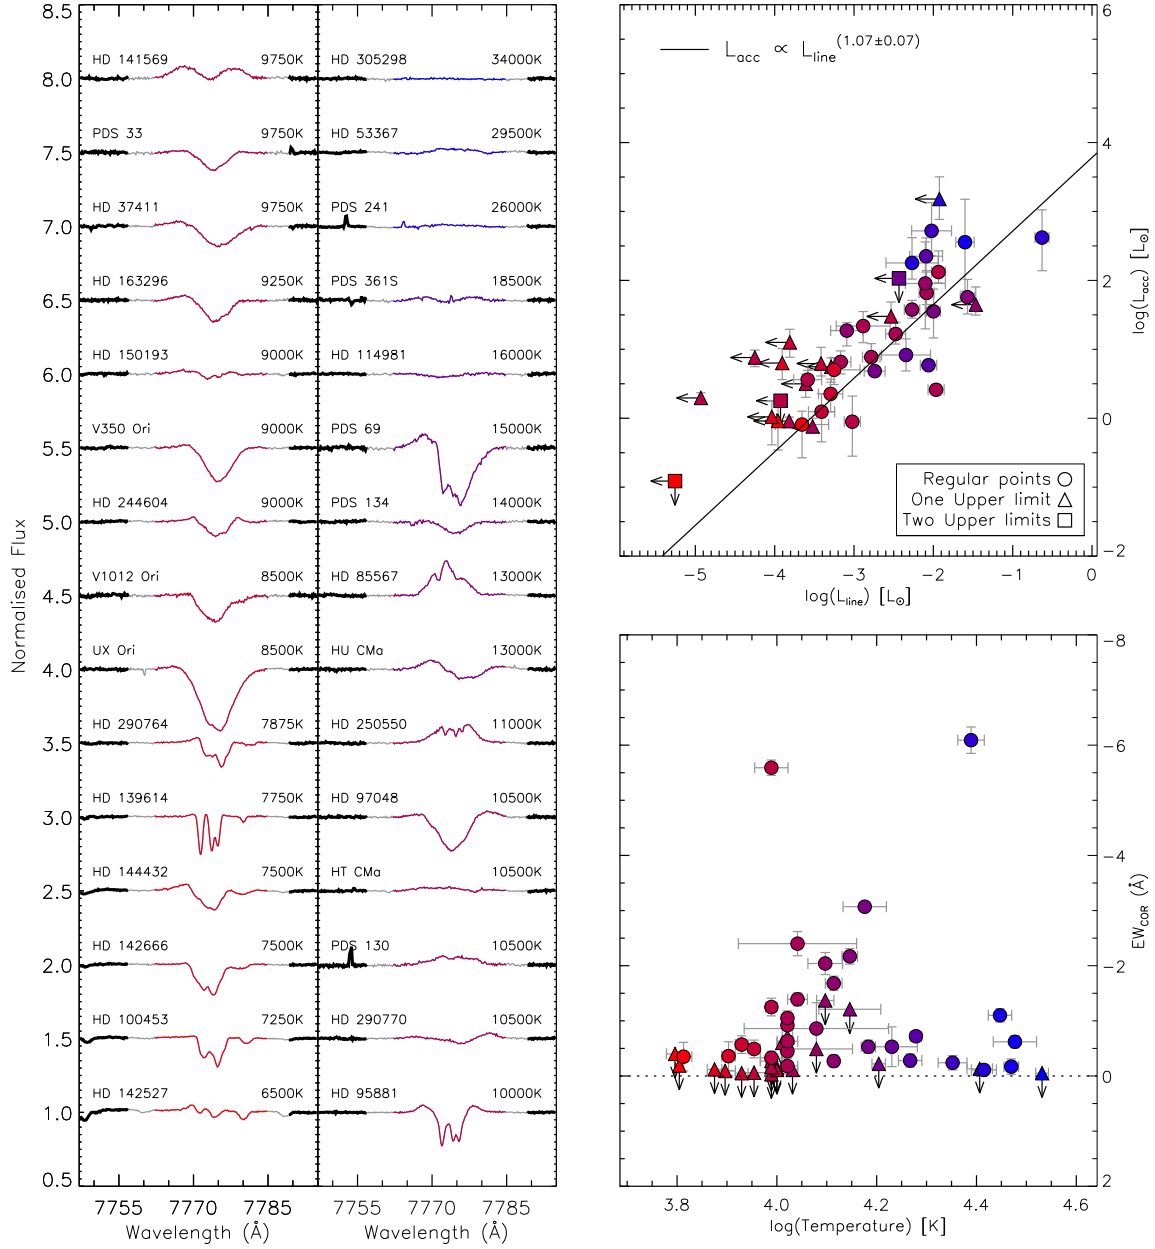 8.5
8.0
7.5
7.0
6.5
6.0
5.5
5.0
4.5
4.0
3.5
3.0
2.5
2.0
1.5
1.0
0.5
Normalised Flux
HD 141569 9750K
PDS 33 9750K
HD 37411 9750K
HD 163296 9250K
HD 150193 9000K
V350 Ori 9000K
HD 244604 9000K
V1012 Ori 8500K
UX Ori 8500K
HD 290764 7875K
HD 139614 7750K
HD 144432 7500K
HD 142666 7500K
HD 100453 7250K
HD 142527 6500K
7755 7770 7785
Wavelength (Å)
HD 305298 34000K
HD 53367 29500K
PDS 241 26000K
PDS 361S 18500K
HD 114981 16000K
PDS 69 15000K
PDS 134 14000K
HD 85567 13000K
HU CMa 13000K
HD 250550 11000K
HD 97048 10500K
HT CMa 10500K
PDS 130 10500K
HD 290770 10500K
HD 95881 10000K
7755 7770 7785
Wavelength (Å)
Lacc ∝ Lline(1.07±0.07)
6
4
2
0
−2
log(Lacc) [L⊙]
Regular points
One Upper limit
Two Upper limits
−5 −4 −3 −2 −1 0
log(Lline) [L⊙]
−8
−6
−4
−2
0
2
EWCOR (Å)
3.8 4.0 4.2 4.4 4.6
log(Temperature) [K]